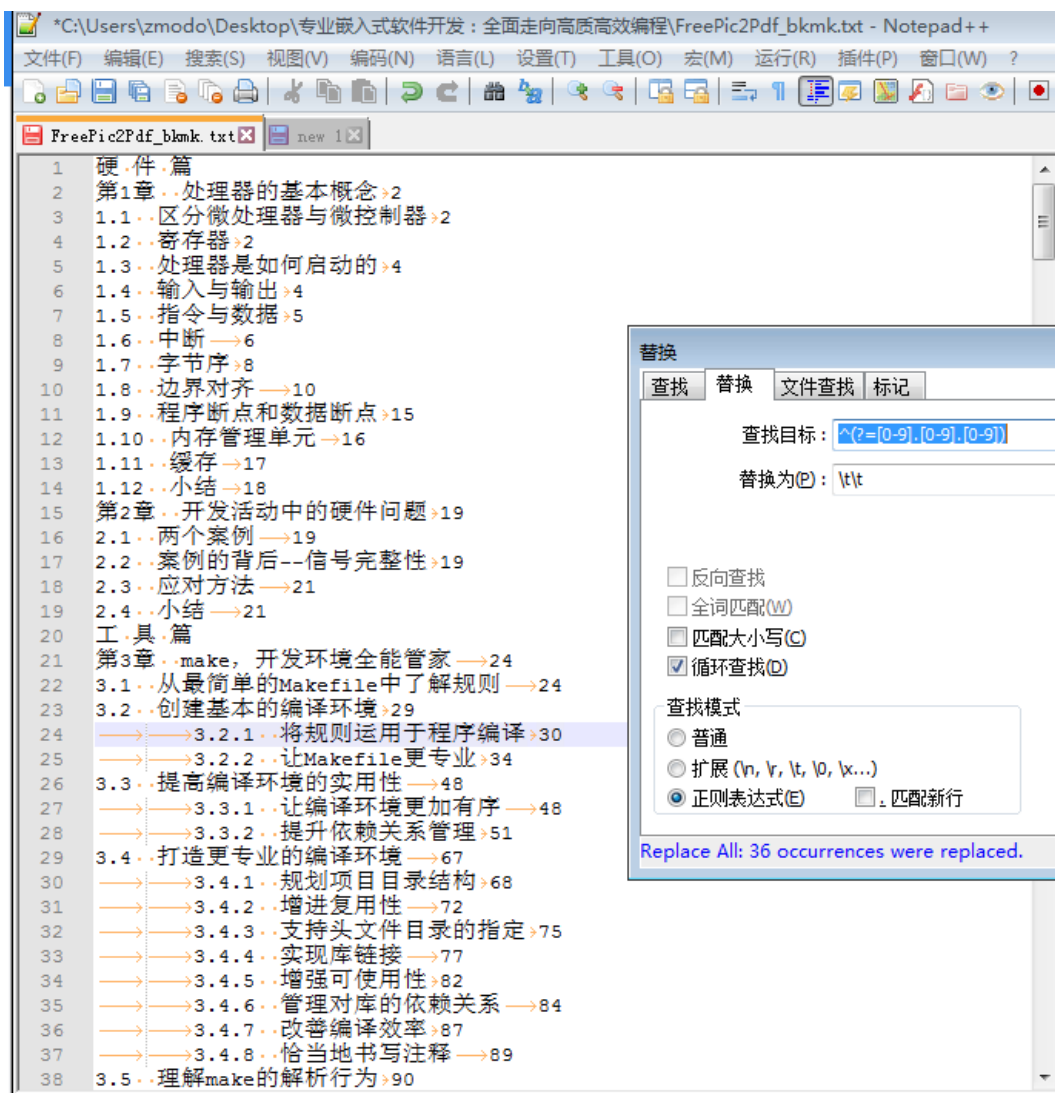 *C:\Users\zmodo\Desktop\专业嵌入式软件开发：全面走向高质高效编程\FreePic2Pdf_bkmk.txt - Notepad++
文件(F) 编辑(E) 搜索(S) 视图(V) 编码(N) 语言(L) 设置(T) 工具(O) 宏(M) 运行(R) 插件(P) 窗口(W) ?
FreePic2Pdf_bkmk.txt new 1
1 硬 件 篇
2 第1章  处理器的基本概念 2
3 1.1  区分微处理器与微控制器 2
4 1.2  寄存器 2
5 1.3  处理器是如何启动的 4
6 1.4  输入与输出 4
7 1.5  指令与数据 5
8 1.6  中断 6
9 1.7  字节序 8
10 1.8  边界对齐 10
11 1.9  程序断点和数据断点 15
12 1.10  内存管理单元 16
13 1.11  缓存 17
14 1.12  小结 18
15 第2章  开发活动中的硬件问题 19
16 2.1  两个案例 19
17 2.2  案例的背后--信号完整性 19
18 2.3  应对方法 21
19 2.4  小结 21
20 工 具 篇
21 第3章  make，开发环境全能管家 24
22 3.1  从最简单的Makefile中了解规则 24
23 3.2  创建基本的编译环境 29
24 3.2.1  将规则运用于程序编译 30
25 3.2.2  让Makefile更专业 34
26 3.3  提高编译环境的实用性 48
27 3.3.1  让编译环境更加有序 48
28 3.3.2  提升依赖关系管理 51
29 3.4  打造更专业的编译环境 67
30 3.4.1  规划项目目录结构 68
31 3.4.2  增进复用性 72
32 3.4.3  支持头文件目录的指定 75
33 3.4.4  实现库链接 77
34 3.4.5  增强可使用性 82
35 3.4.6  管理对库的依赖关系 84
36 3.4.7  改善编译效率 87
37 3.4.8  恰当地书写注释 89
38 3.5  理解make的解析行为 90
替换
查找 替换 文件查找 标记
查找目标： ^(?=[0-9].[0-9].[0-9])
替换为(P)： \t\t
反向查找
全词匹配(W)
匹配大小写(C)
循环查找(D)
查找模式
普通
扩展 (\n, \r, \t, \0, \x...)
正则表达式(E) . 匹配新行
Replace All: 36 occurrences were replaced.